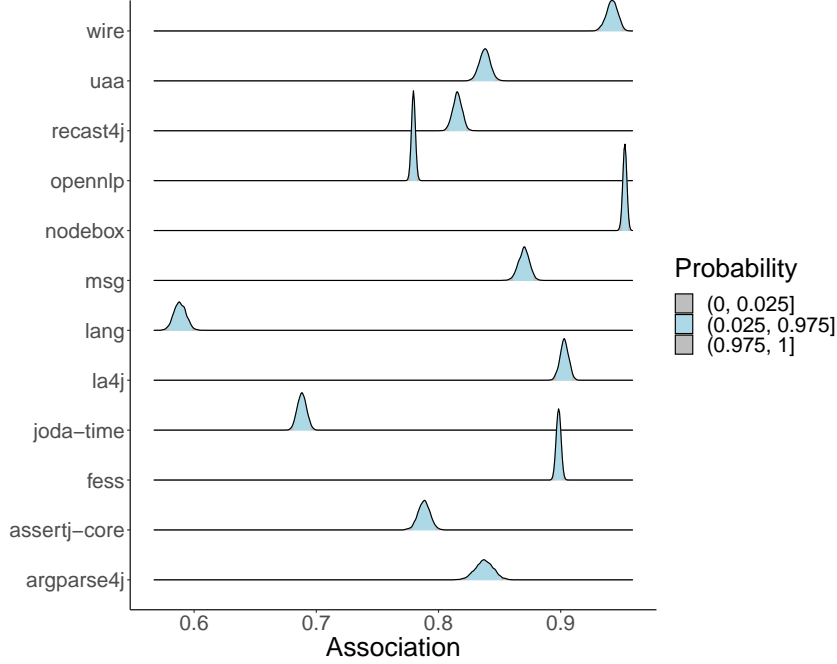 wire
uaa
recast4j
opennlp
nodebox
msg
lang
la4j
joda−time
fess
assertj−core
argparse4j
0.6 0.7 0.8 0.9
Association
Probability
(0, 0.025]
(0.025, 0.975]
(0.975, 1]